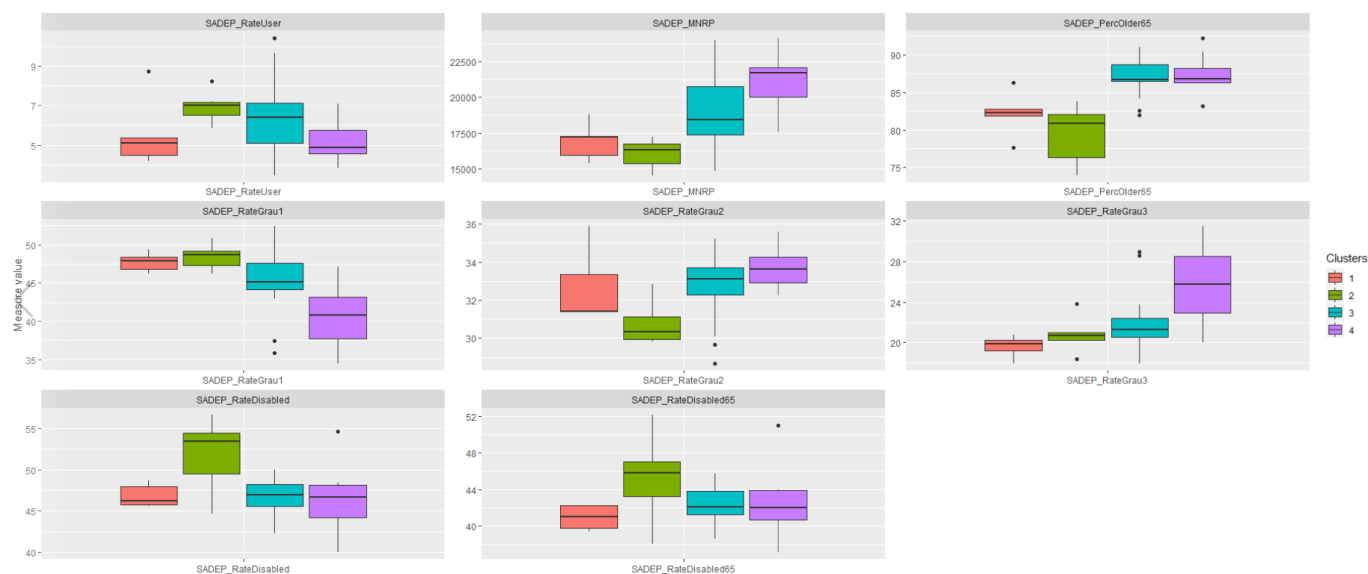 SADEP_RateUser
9-
7-
5-
SADEP_RateUser
SADEP_MNRP
22500-
20000-
17500-
15000-
SADEP_MNRP
SADEP_PercOlder65
90-
85-
80-
75-
SADEP_PercOlder65
Measure value
SADEP_RateGrau1
50-
45-
40-
35-
SADEP_RateGrau1
SADEP_RateGrau2
36-
34-
32-
30-
SADEP_RateGrau2
SADEP_RateGrau3
32-
28-
24-
20-
SADEP_RateGrau3
SADEP_RateDisabled
55-
50-
45-
40-
SADEP_RateDisabled
SADEP_RateDisabled65
52-
48-
44-
40-
SADEP_RateDisabled65
Clusters
1
2
3
4